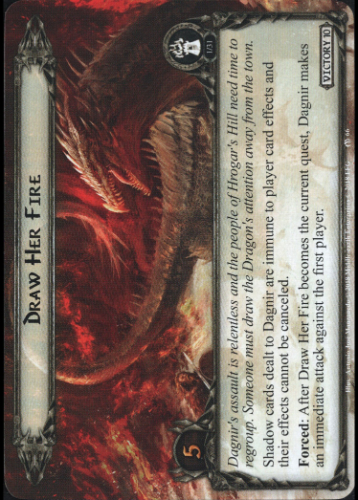 DRAW HER FIRE
Dagnir's assault is relentless and the people of Hrogar's Hill need time to
regroup. Someone must draw the Dragon's attention away from the town.
Shadow cards dealt to Dagnir are immune to player card effects and
their effects cannot be canceled.
Forced: After Draw Her Fire becomes the current quest, Dagnir makes
an immediate attack against the first player.
5
VICTORY 10